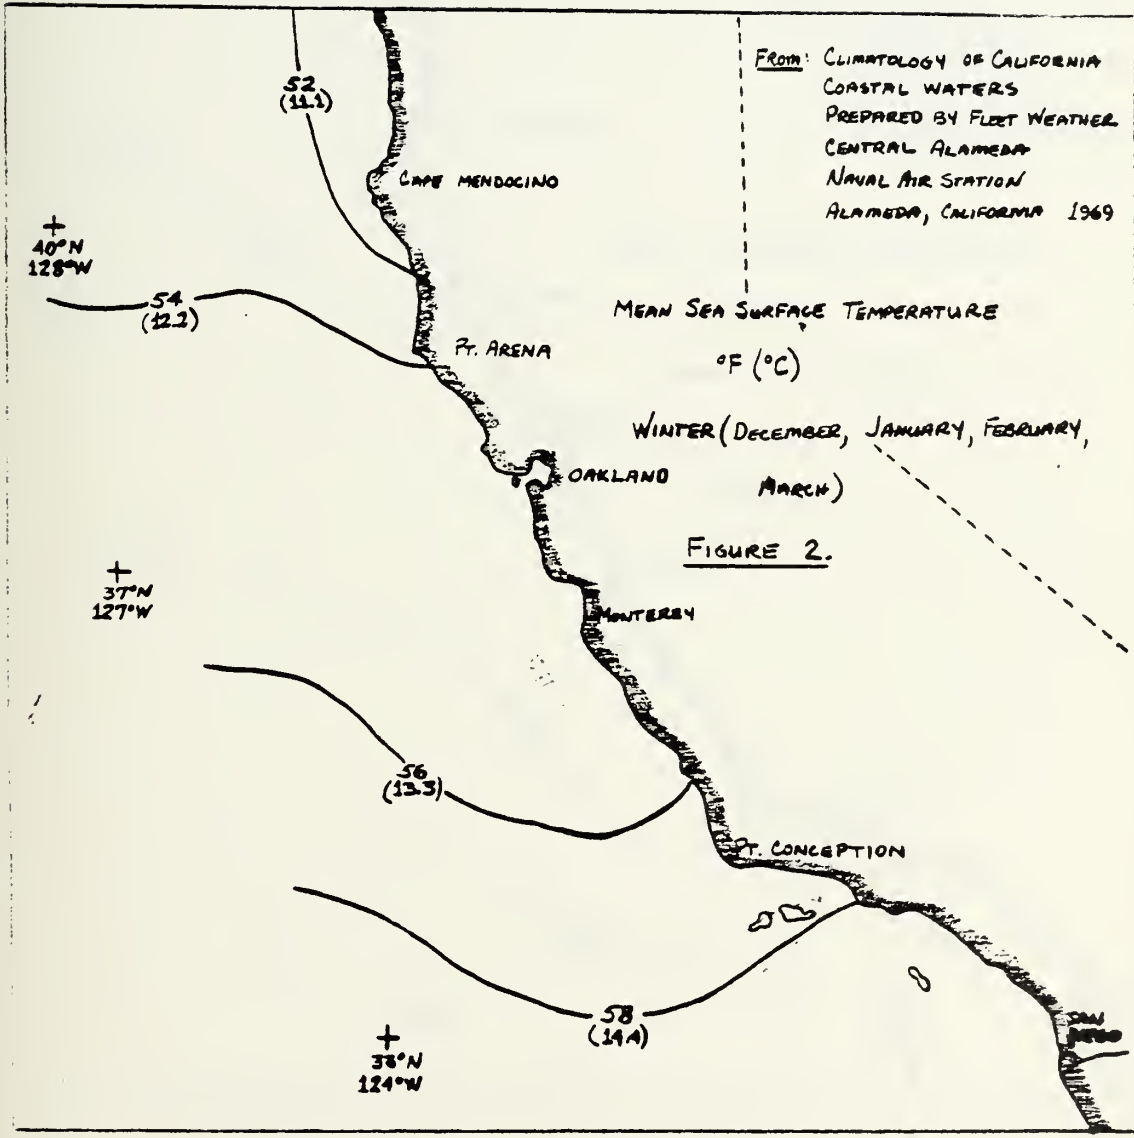 From: CLIMATOLOGY OF CALIFORNIA
COASTAL WATERS
PREPARED BY FLEET WEATHER
CENTRAL ALAMEDA
NAVAL AIR STATION
ALAMEDA, CALIFORNIA 1969
52
(11.1)
CAPE MENDOCINO
40°N
128°W
54
(12.2)
MEAN SEA SURFACE TEMPERATURE
°F (°C)
PT. ARENA
WINTER (DECEMBER, JANUARY, FEBRUARY,
MARCH)
OAKLAND
FIGURE 2.
37°N
127°W
MONTEREY
56
(13.3)
PT. CONCEPTION
58
(14.4)
33°N
124°W
SAN
DIEGO